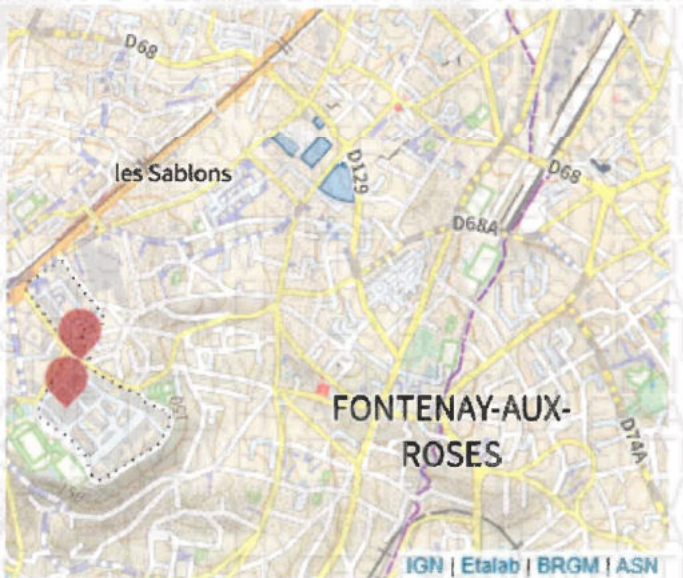 D68
les Sablons
D129
D68
D68A
FONTENAY-AUX-
ROSES
D74A
IGN | Etalab | BRGM | ASN